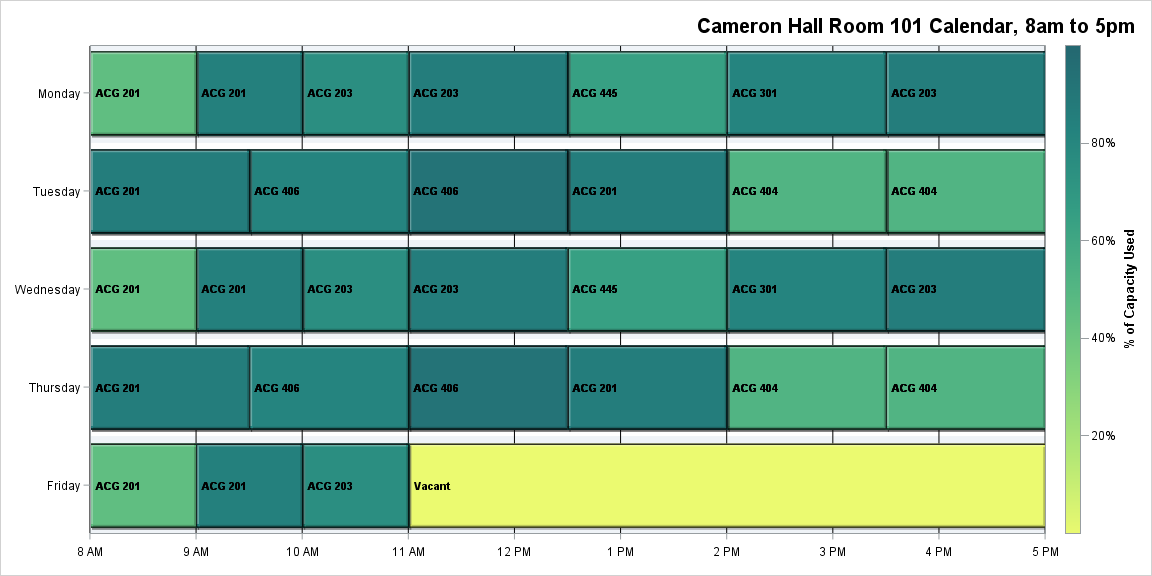 Cameron Hall Room 101 Calendar, 8am to 5pm
Monday ACG 201 ACG 201 ACG 203 ACG 203 ACG 445 ACG 301 ACG 203
80%
Tuesday ACG 201 ACG 406 ACG 406 ACG 201 ACG 404 ACG 404
60%
Wednesday ACG 201 ACG 201 ACG 203 ACG 203 ACG 445 ACG 301 ACG 203
40%
Thursday ACG 201 ACG 406 ACG 406 ACG 201 ACG 404 ACG 404
20%
Friday ACG 201 ACG 201 ACG 203 Vacant
% of Capacity Used
8 AM 9 AM 10 AM 11 AM 12 PM 1 PM 2 PM 3 PM 4 PM 5 PM